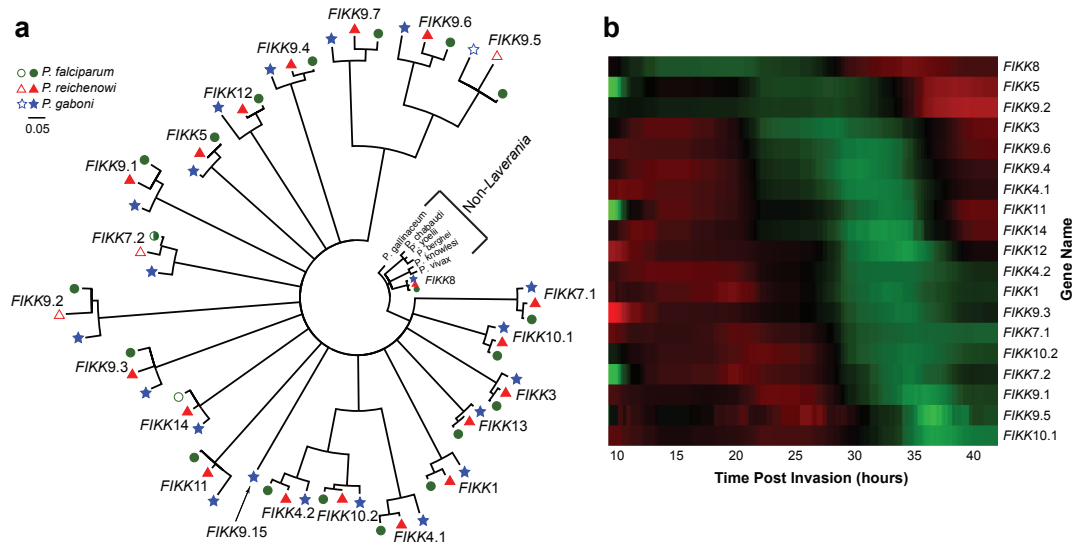 a
P. falciparum
P. reichenowi
P. gaboni
0.05
FIKK9.7
FIKK9.6
FIKK9.5
FIKK9.4
FIKK12
FIKK5
FIKK9.1
FIKK7.2
FIKK9.2
FIKK9.3
FIKK14
FIKK11
FIKK9.15
FIKK4.2
FIKK10.2
FIKK4.1
FIKK1
FIKK13
FIKK3
FIKK10.1
FIKK7.1
Non-Laverania
P. gallinaceum
P. chabaudi
P. yoelii
P. berghei
P. knowlesi
P. vivax
FIKK8
b
FIKK8
FIKK5
FIKK9.2
FIKK3
FIKK9.6
FIKK9.4
FIKK4.1
FIKK11
FIKK14
FIKK12
FIKK4.2
FIKK1
FIKK9.3
FIKK7.1
FIKK10.2
FIKK7.2
FIKK9.1
FIKK9.5
FIKK10.1
Gene Name
10 15 20 25 30 35 40
Time Post Invasion (hours)